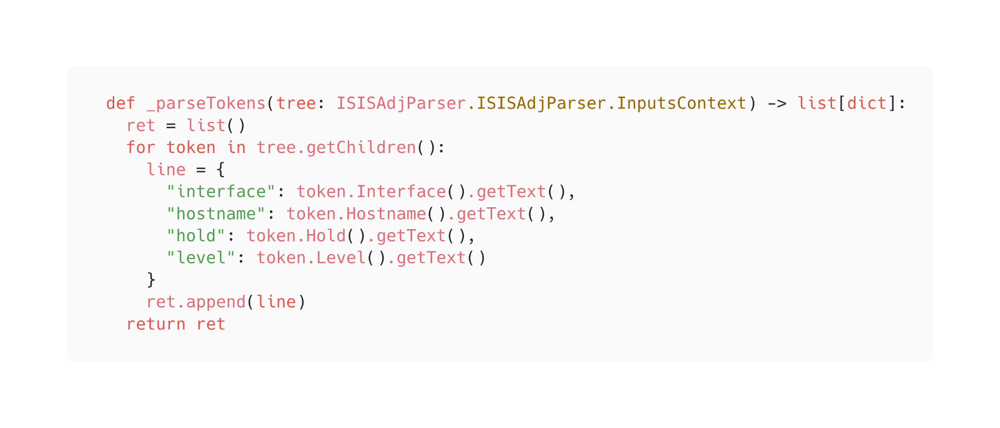 def _parseTokens(tree: ISISAdjParser.ISISAdjParser.InputsContext) -> list[dict]:
  ret = list()
  for token in tree.getChildren():
    line = {
      "interface": token.Interface().getText(),
      "hostname": token.Hostname().getText(),
      "hold": token.Hold().getText(),
      "level": token.Level().getText()
    }
    ret.append(line)
  return ret